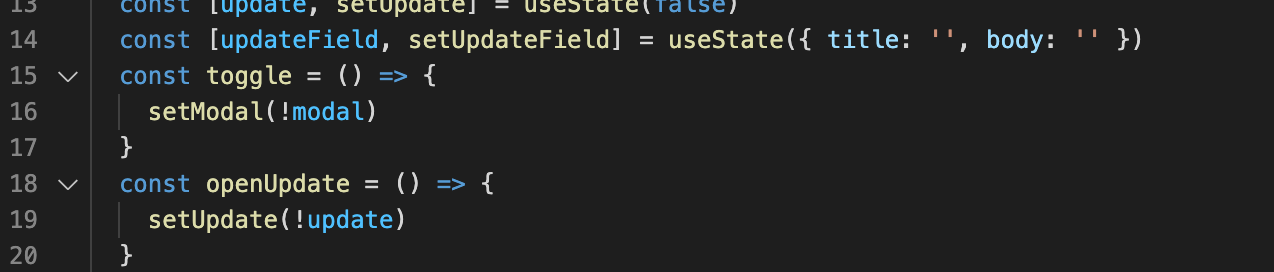 13 const [update, setUpdate] = useState(false)
14 const [updateField, setUpdateField] = useState({ title: '', body: '' })
15 const toggle = () => {
16 setModal(!modal)
17 }
18 const openUpdate = () => {
19 setUpdate(!update)
20 }